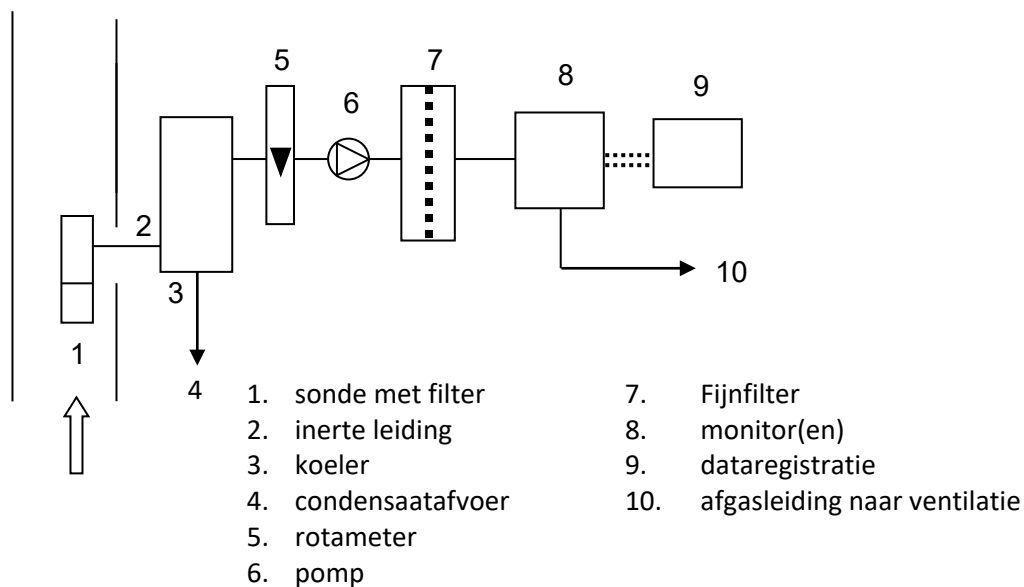 5
7
6
8
9
2
3
10
1
4
1. sonde met filter
2. inerte leiding
3. koeler
4. condensaatafvoer
5. rotameter
6. pomp
7. Fijnfilter
8. monitor(en)
9. dataregistratie
10. afgasleiding naar ventilatie